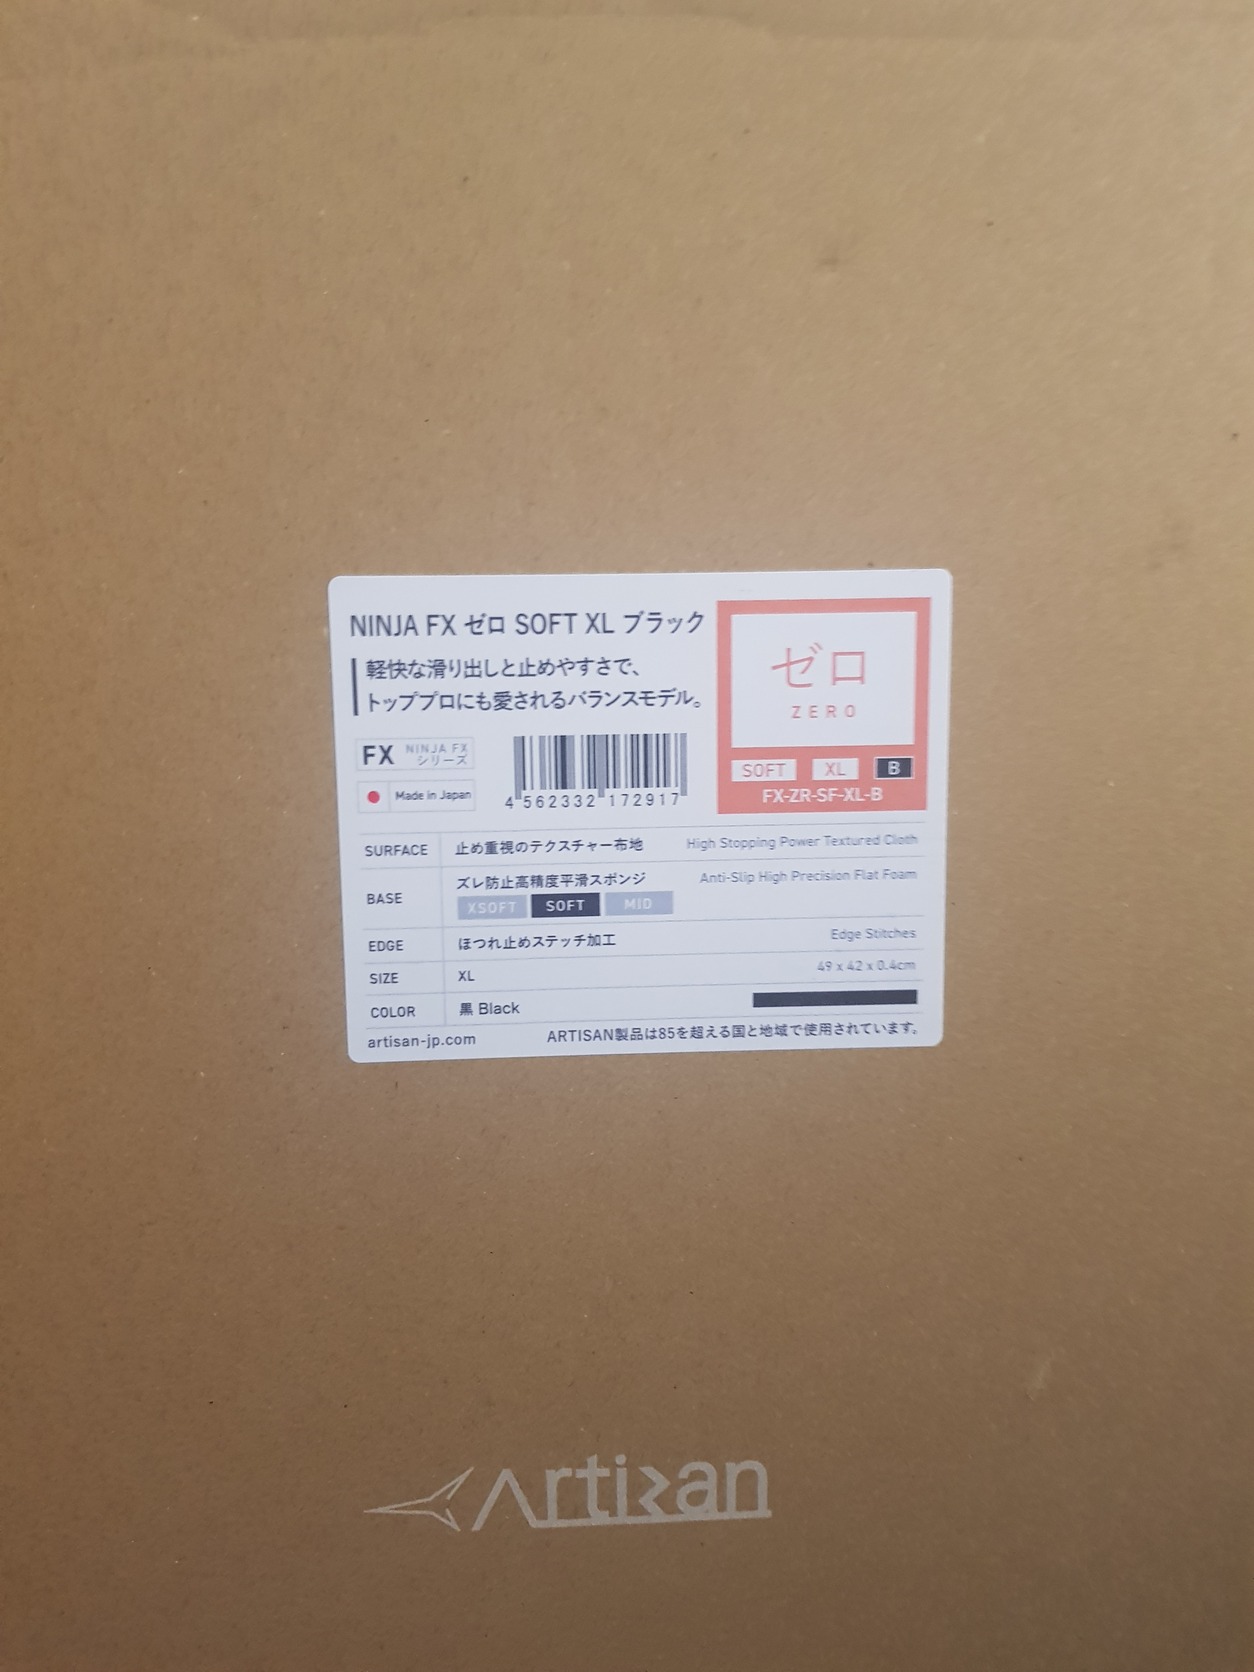 NINJA FX ゼロ SOFT XL ブラック
軽快な滑り出しと止めやすさで、
トッププロにも愛されるバランスモデル。
FX NINJA FX
シリーズ
Made in Japan
4 562332 172917
ゼロ
ZERO
SOFT XL B
FX-ZR-SF-XL-B
SURFACE 止め重視のテクスチャー布地 High Stopping Power Textured Cloth
BASE ズレ防止高精度平滑スポンジ Anti-Slip High Precision Flat Foam
XSOFT SOFT MID
EDGE ほつれ止めステッチ加工 Edge Stitches
SIZE XL 49 x 42 x 0.4cm
COLOR 黒 Black
artisan-jp.com ARTISAN製品は85を超える国と地域で使用されています。
Artisan